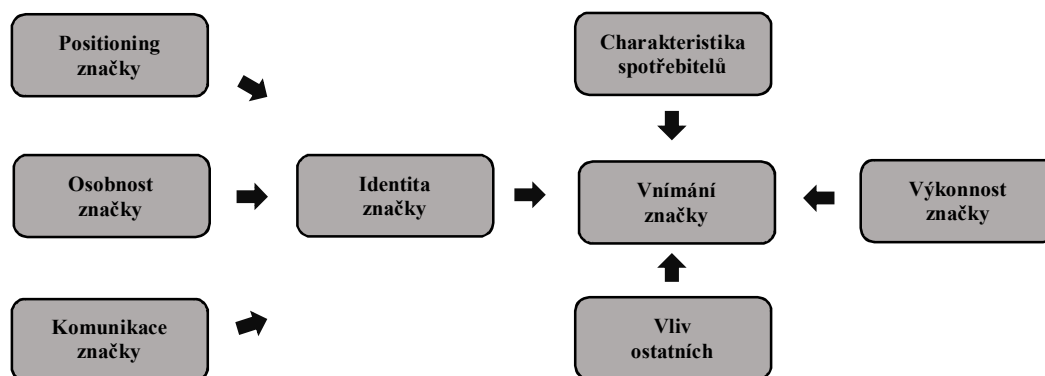 Positioning
značky
Charakteristika
spotřebitelů
Osobnost
značky
Identita
značky
Vnímání
značky
Výkonnost
značky
Komunikace
značky
Vliv
ostatních